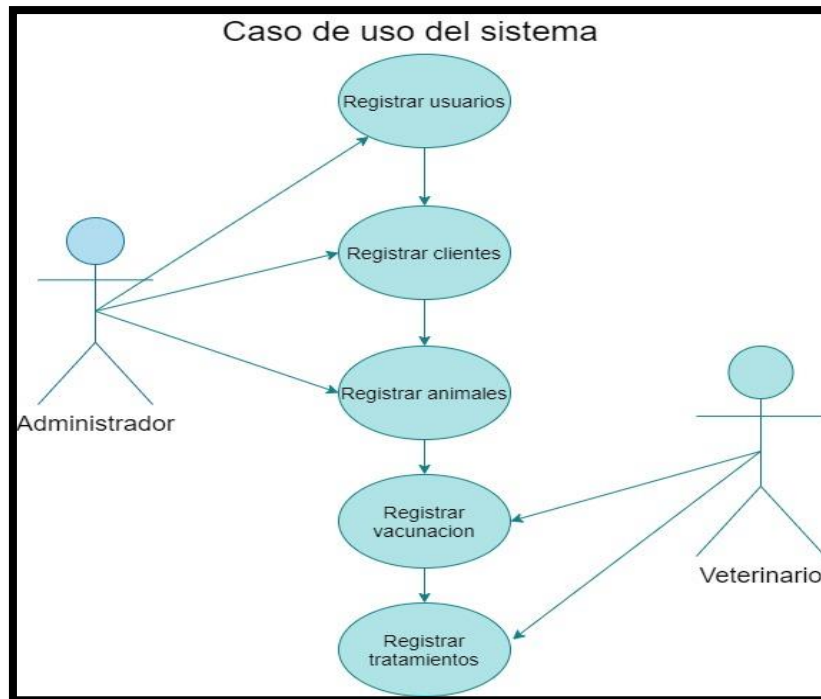 Caso de uso del sistema
Registrar usuarios
Registrar clientes
Registrar animales
Administrador
Registrar
vacunacion
Veterinario
Registrar
tratamientos